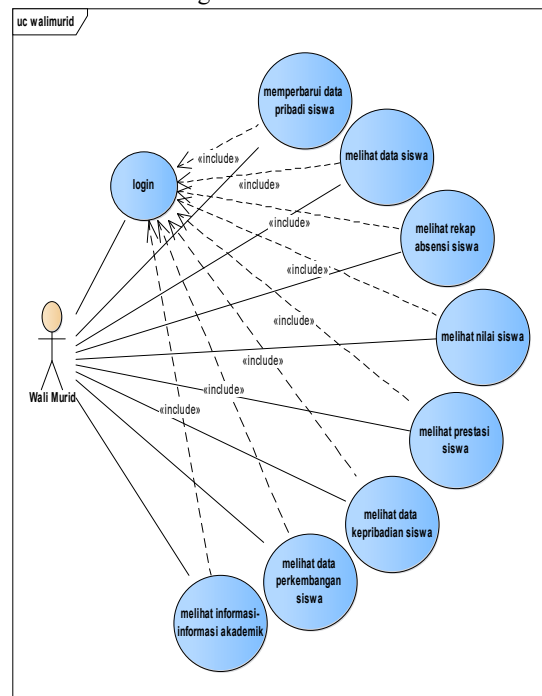 uc walimurid
memperbarui data
pribadi siswa
«include»
melihat data siswa
login
«include»
«include»
melihat rekap
absensi siswa
«include»
«include»
melihat nilai siswa
«include»
Wali Murid
«include»
«include»
melihat prestasi
siswa
melihat data
kepribadian siswa
melihat data
perkembangan
siswa
melihat informasi-
informasi akademik